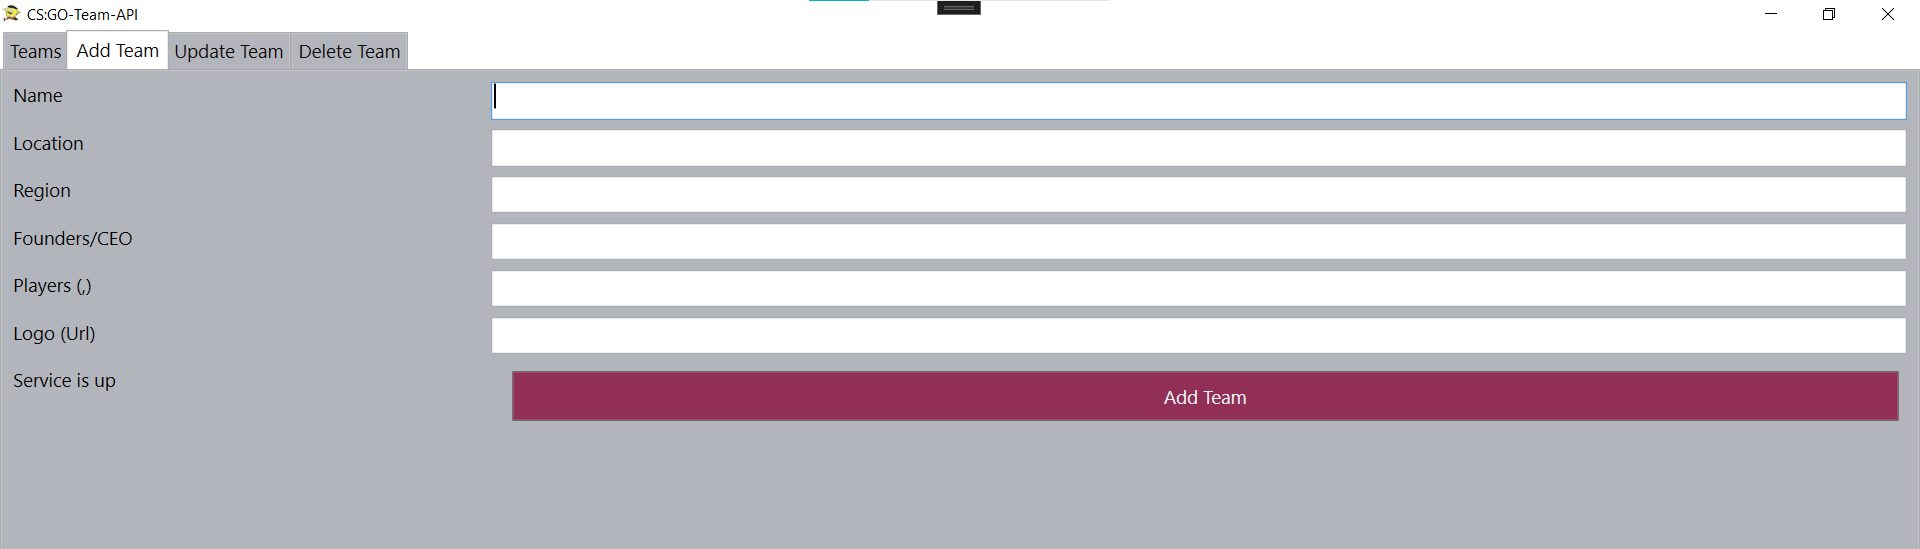 CS:GO-Team-API
Teams Add Team Update Team Delete Team
Name
Location
Region
Founders/CEO
Players (,)
Logo (Url)
Service is up
Add Team